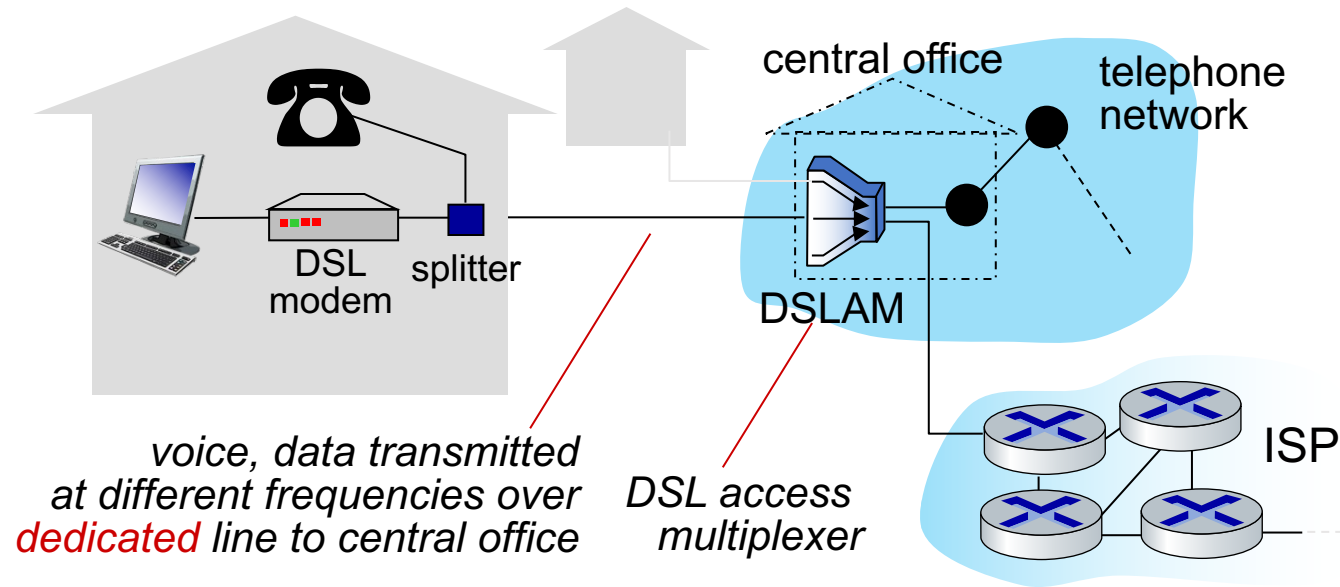 central office
telephone
network
DSL
modem
splitter
DSLAM
voice, data transmitted
at different frequencies over
dedicated line to central office
DSL access
multiplexer
ISP